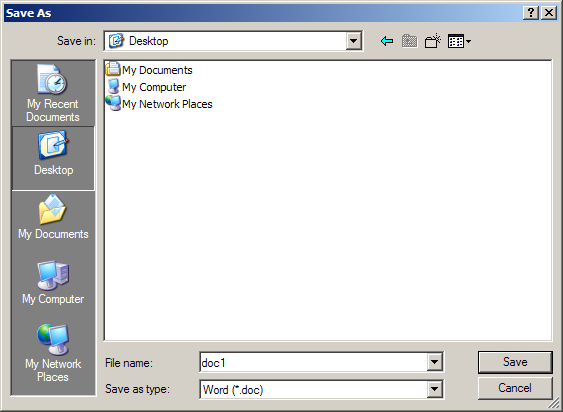 Save As
Save in:
Desktop
My Recent
Documents
Desktop
My Documents
My Computer
My Network
Places
My Documents
My Computer
My Network Places
File name:
doc1
Save
Save as type:
Word (*.doc)
Cancel